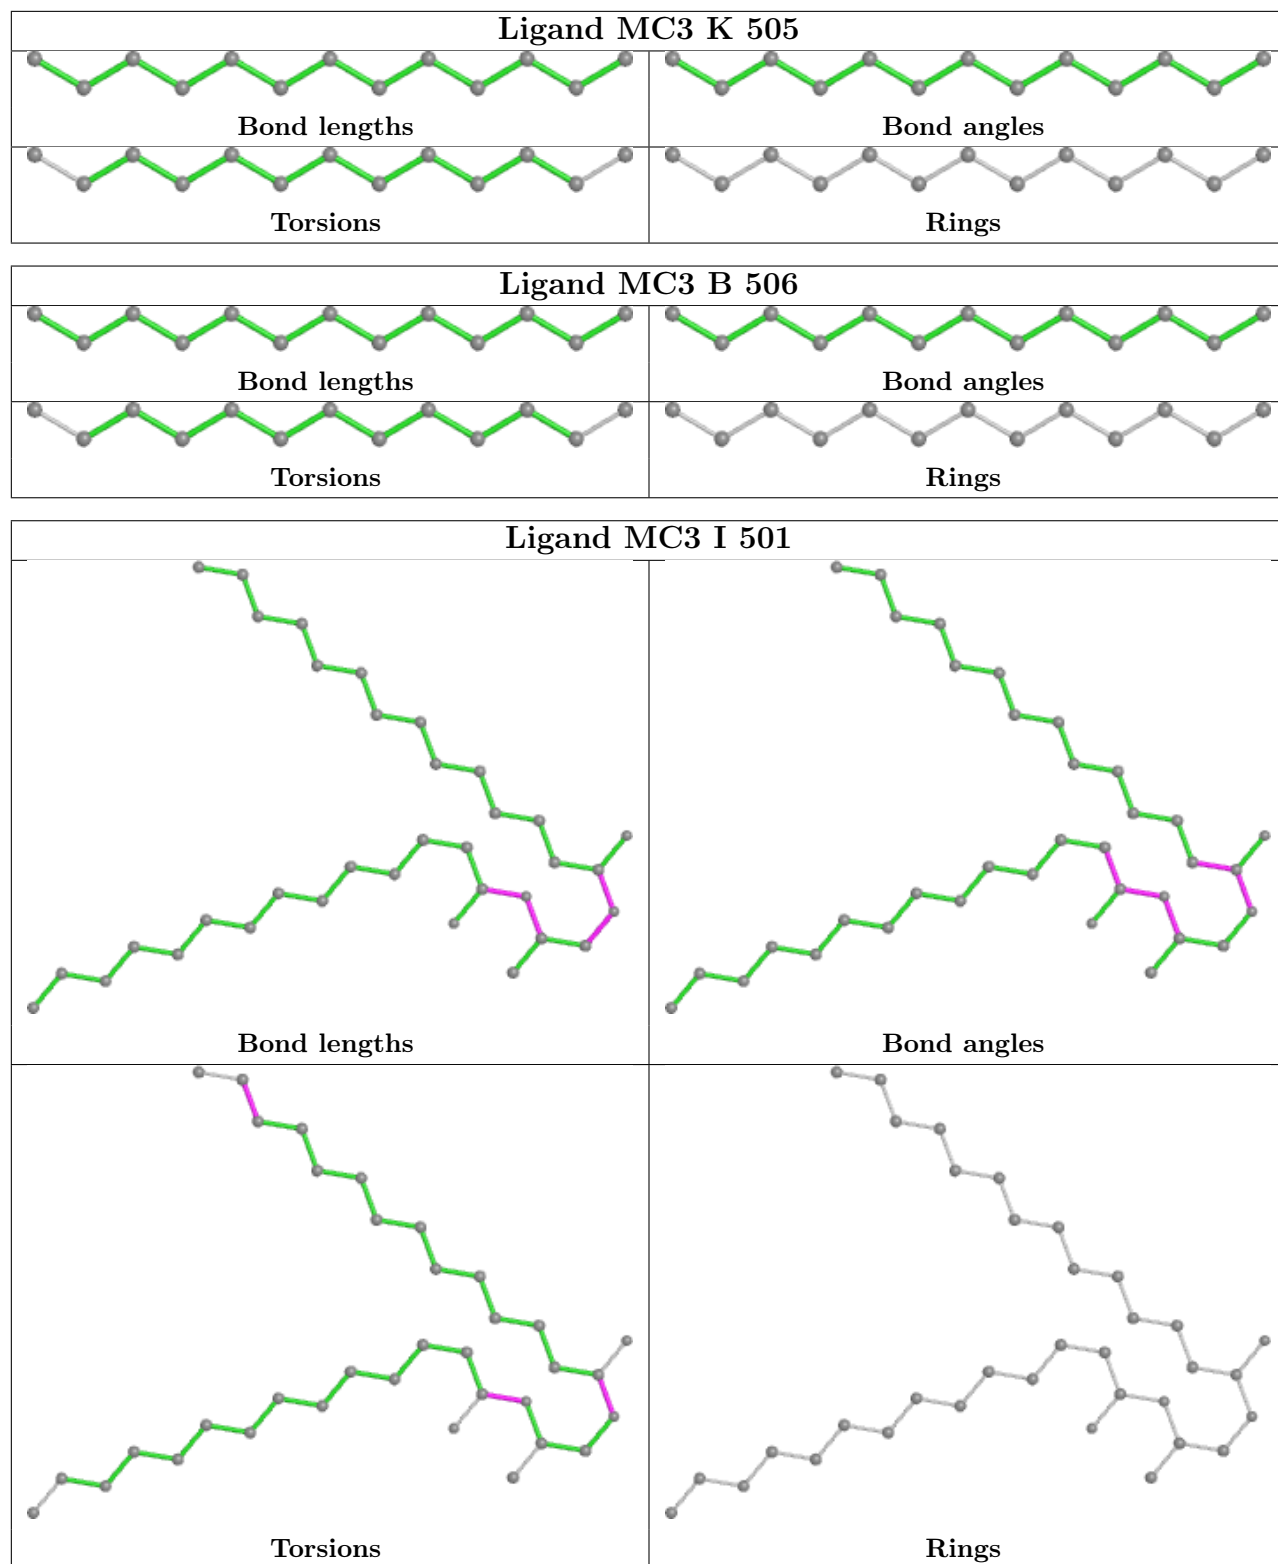 Ligand MC3 K 505
Bond lengths
Bond angles
Torsions
Rings
Ligand MC3 B 506
Bond lengths
Bond angles
Torsions
Rings
Ligand MC3 I 501
Bond lengths
Bond angles
Torsions
Rings